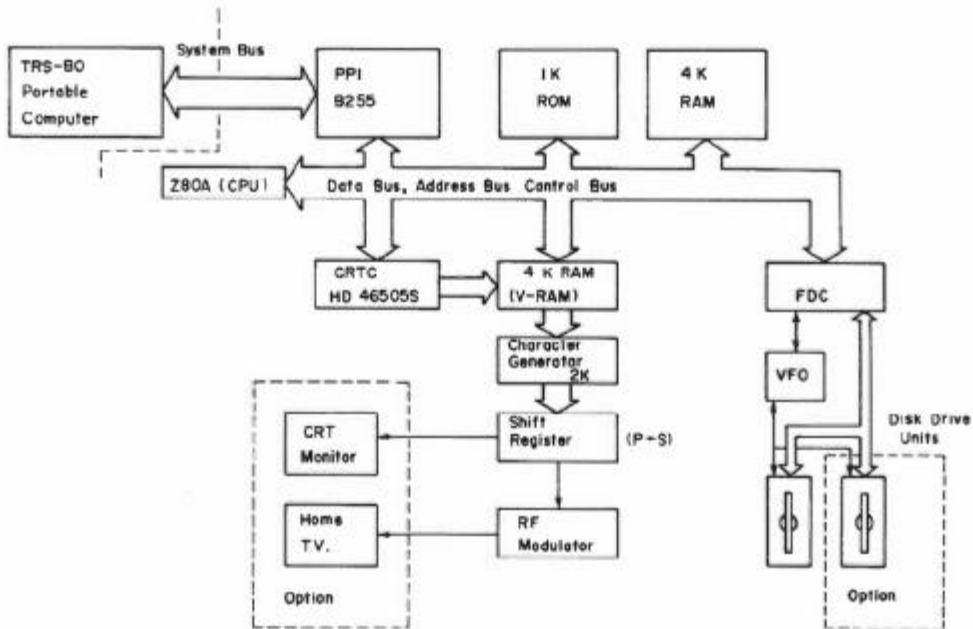 System Bus
TRS-80
Portable
Computer
PPI
8255
1K
ROM
4K
RAM
Z80A (CPU)
Data Bus, Address Bus Control Bus
CRTC
HD 46505S
4 K RAM
(V-RAM)
FDC
Character
Generator
2K
VFO
CRT
Monitor
Shift
Register
(P→S)
Disk Drive
Units
Home
T.V.
RF
Modulator
Option
Option